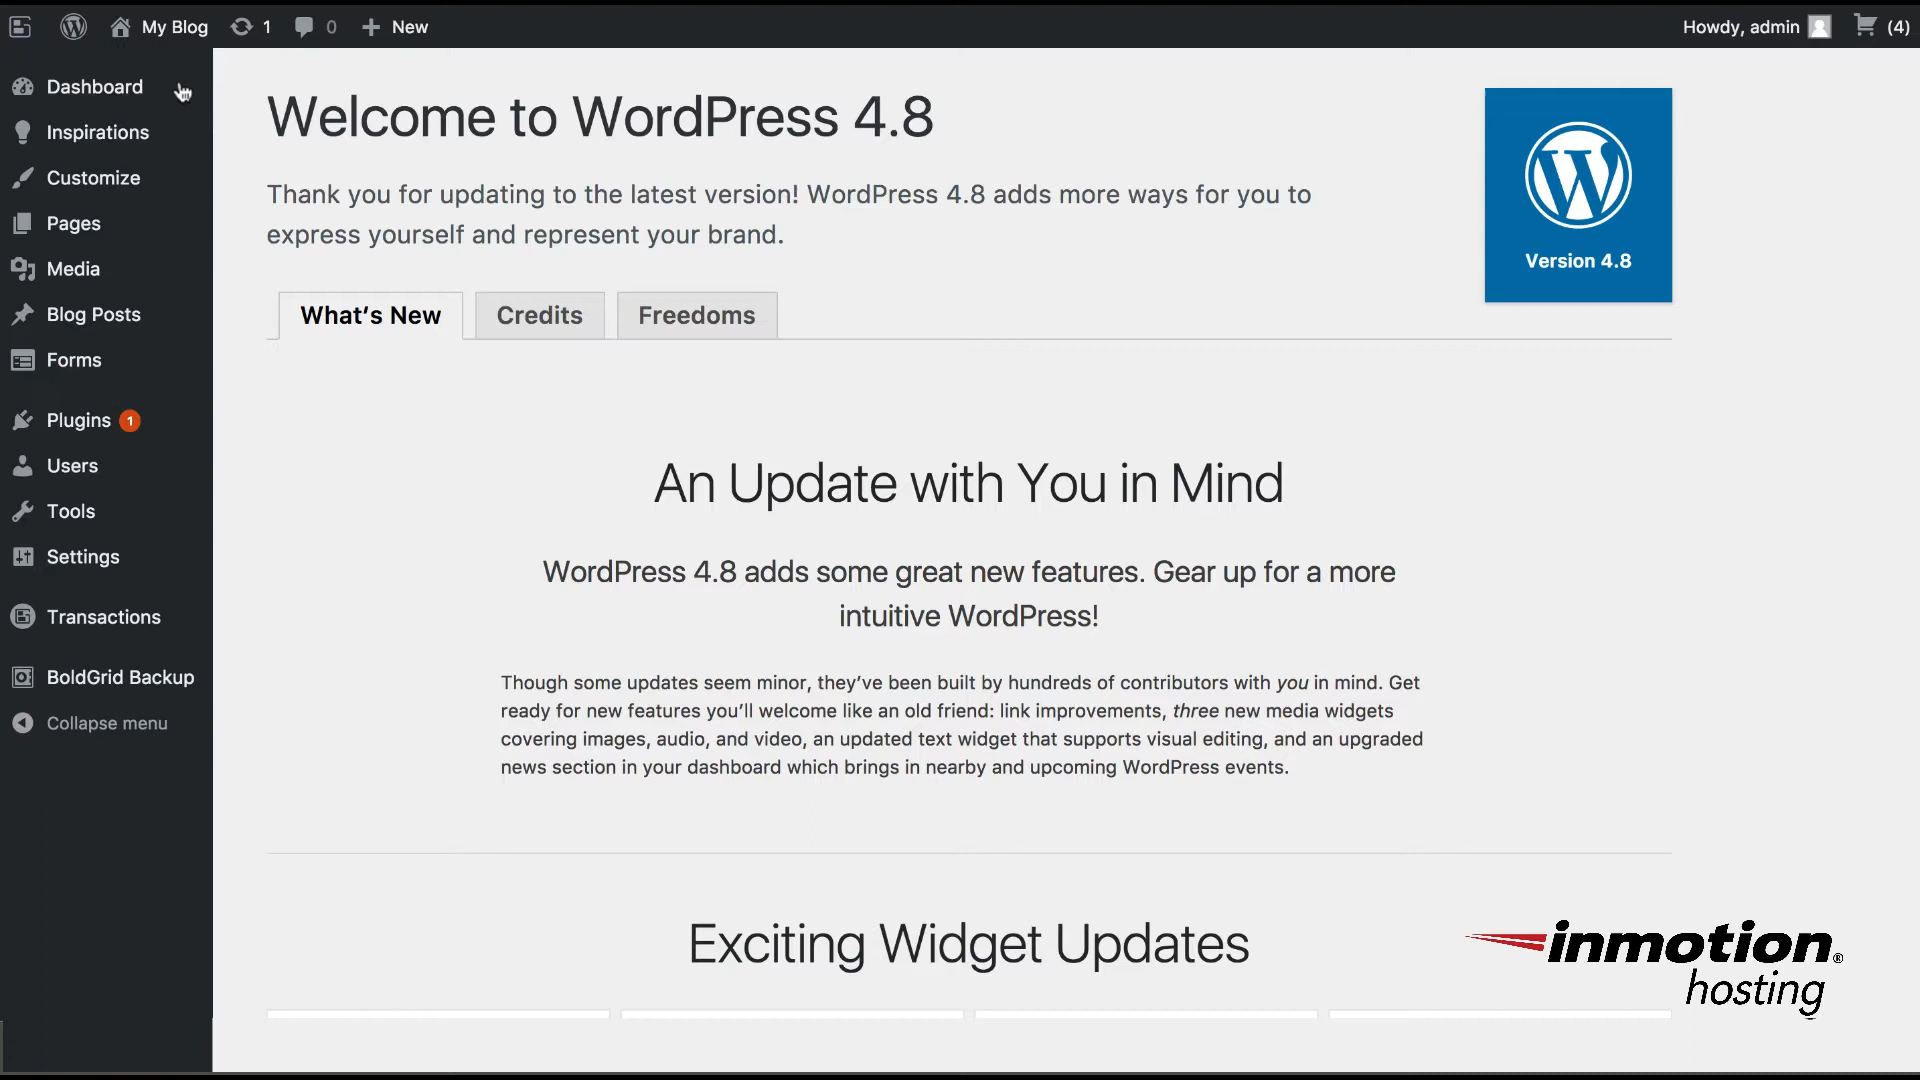 My Blog 1 0 New Howdy, admin (4)
Dashboard
Inspirations
Customize
Pages
Media
Blog Posts
Forms
Plugins 1
Users
Tools
Settings
Transactions
BoldGrid Backup
Collapse menu
Welcome to WordPress 4.8
Thank you for updating to the latest version! WordPress 4.8 adds more ways for you to
express yourself and represent your brand.
W
Version 4.8
What’s New Credits Freedoms
An Update with You in Mind
WordPress 4.8 adds some great new features. Gear up for a more
intuitive WordPress!
Though some updates seem minor, they’ve been built by hundreds of contributors with you in mind. Get
ready for new features you’ll welcome like an old friend: link improvements, three new media widgets
covering images, audio, and video, an updated text widget that supports visual editing, and an upgraded
news section in your dashboard which brings in nearby and upcoming WordPress events.
Exciting Widget Updates
inmotion®
hosting